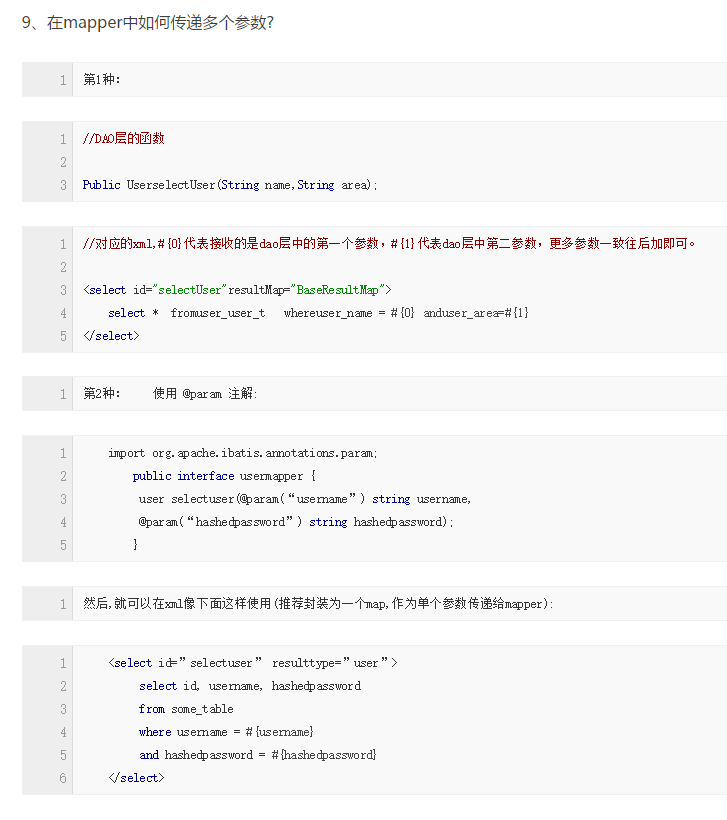 9、在mapper中如何传递多个参数?
1 第1种：
1 //DAO层的函数
2
3 Public UserselectUser(String name,String area);
1 //对应的xml,#{0}代表接收的是dao层中的第一个参数，#{1}代表dao层中第二参数，更多参数一致往后加即可。
2
3 <select id="selectUser"resultMap="BaseResultMap">
4 select * fromuser_user_t whereuser_name = #{0} anduser_area=#{1}
5 </select>
1 第2种： 使用 @param 注解:
1 import org.apache.ibatis.annotations.param;
2 public interface usermapper {
3 user selectuser(@param(“username”) string username,
4 @param(“hashedpassword”) string hashedpassword);
5 }
1 然后,就可以在xml像下面这样使用(推荐封装为一个map,作为单个参数传递给mapper):
1 <select id=”selectuser” resulttype=”user”>
2 select id, username, hashedpassword
3 from some_table
4 where username = #{username}
5 and hashedpassword = #{hashedpassword}
6 </select>